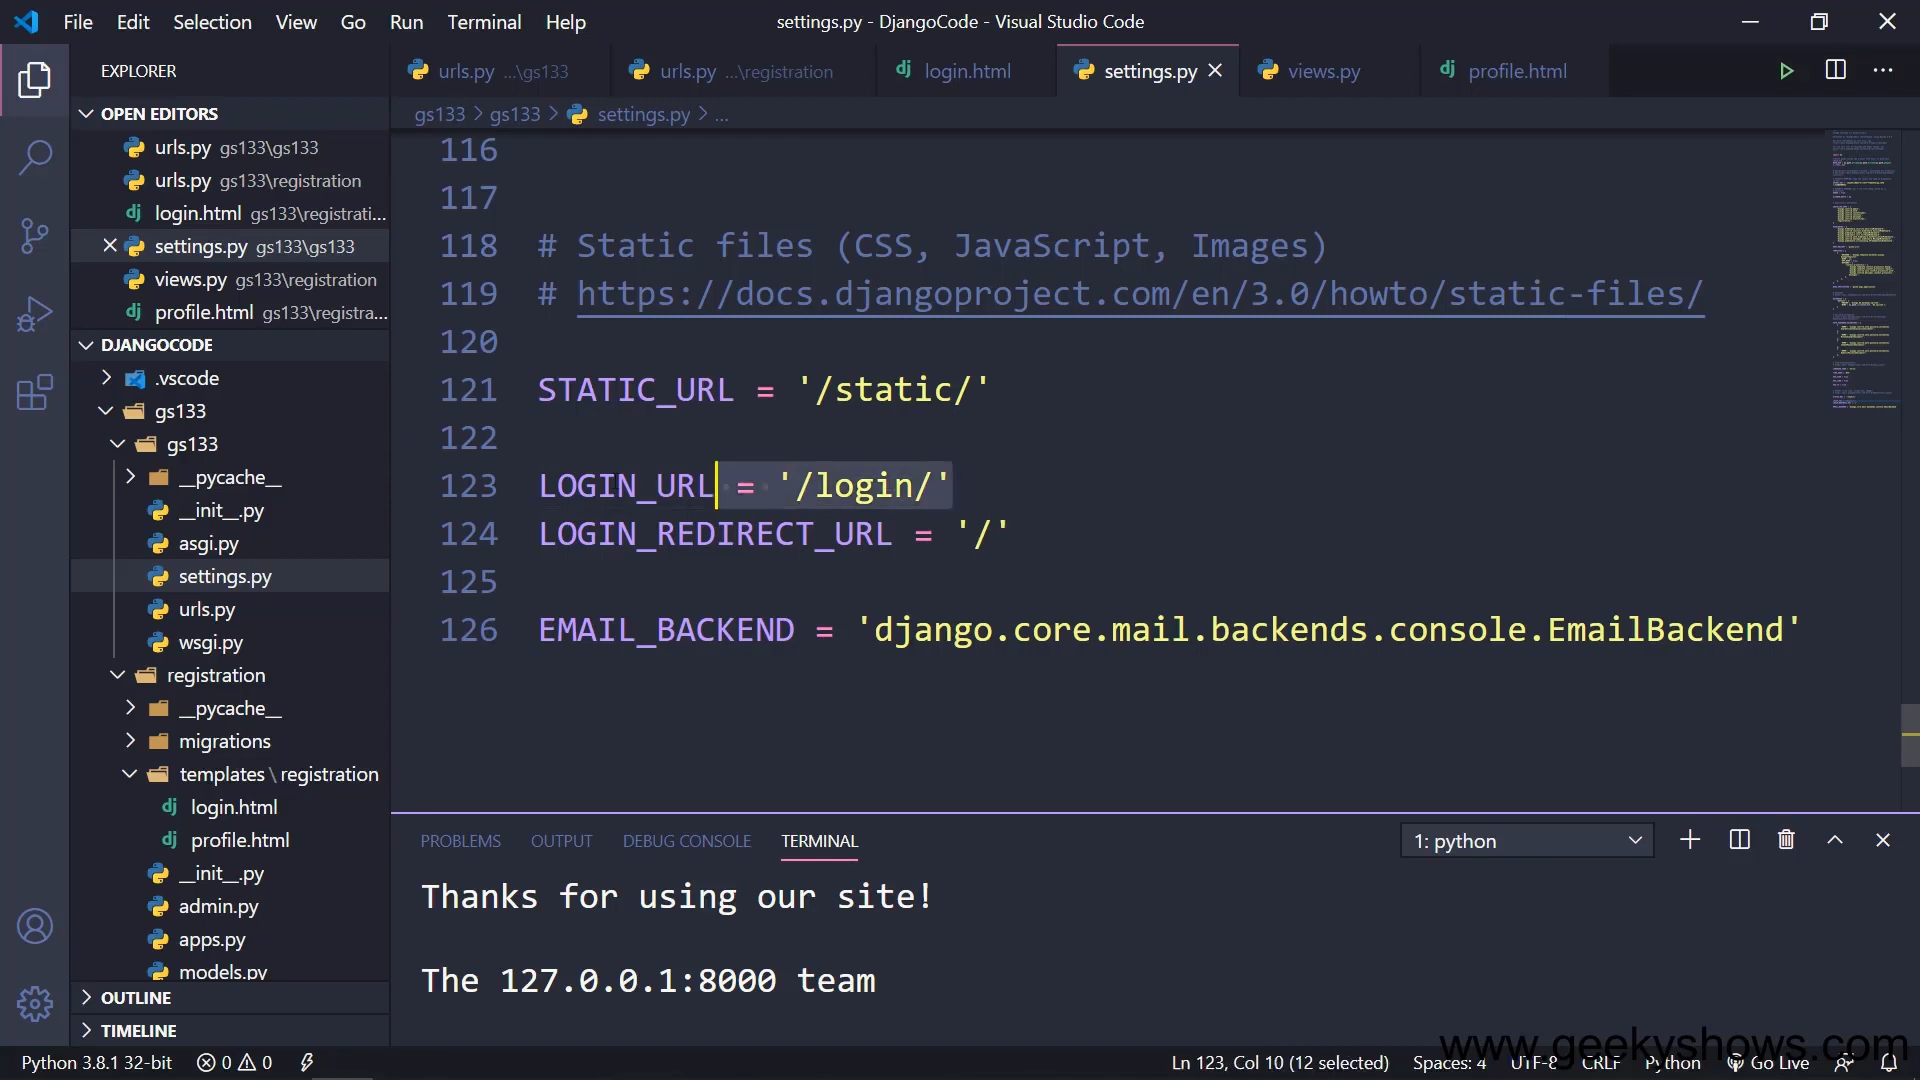 File Edit Selection View Go Run Terminal Help
settings.py - DjangoCode - Visual Studio Code
EXPLORER
OPEN EDITORS
urls.py gs133\gs133
urls.py gs133\registration
login.html gs133\registrati...
settings.py gs133\gs133
views.py gs133\registration
profile.html gs133\registra...
DJANGOCODE
.vscode
gs133
gs133
__pycache__
__init__.py
asgi.py
settings.py
urls.py
wsgi.py
registration
__pycache__
migrations
templates \ registration
login.html
profile.html
__init__.py
admin.py
apps.py
models.py
OUTLINE
TIMELINE
urls.py ...\gs133 urls.py ...\registration login.html settings.py views.py profile.html
gs133 > gs133 > settings.py > ...
116
117
118 # Static files (CSS, JavaScript, Images)
119 # https://docs.djangoproject.com/en/3.0/howto/static-files/
120
121 STATIC_URL = '/static/'
122
123 LOGIN_URL = '/login/'
124 LOGIN_REDIRECT_URL = '/'
125
126 EMAIL_BACKEND = 'django.core.mail.backends.console.EmailBackend'
PROBLEMS OUTPUT DEBUG CONSOLE TERMINAL 1: python
Thanks for using our site!
The 127.0.0.1:8000 team
www.geekyshows.com
Python 3.8.1 32-bit 0 0 Ln 123, Col 10 (12 selected) Spaces: 4 UTF-8 CRLF Python Go Live